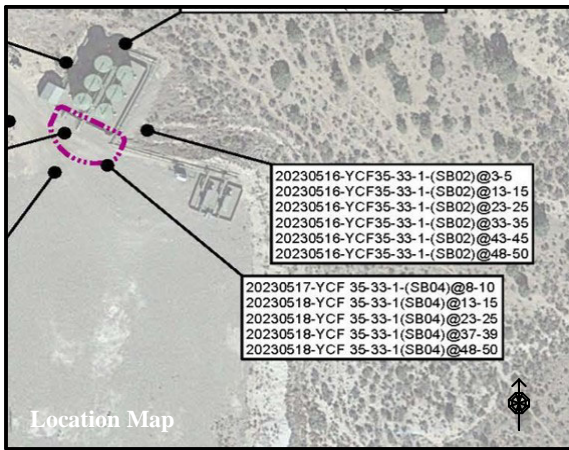 20230516-YCF35-33-1-(SB02)@3-5
20230516-YCF35-33-1-(SB02)@13-15
20230516-YCF35-33-1-(SB02)@23-25
20230516-YCF35-33-1-(SB02)@33-35
20230516-YCF35-33-1-(SB02)@43-45
20230516-YCF35-33-1-(SB02)@48-50
20230517-YCF 35-33-1-(SB04)@8-10
20230518-YCF 35-33-1(SB04)@13-15
20230518-YCF 35-33-1(SB04)@23-25
20230518-YCF 35-33-1(SB04)@37-39
20230518-YCF 35-33-1(SB04)@48-50
Location Map